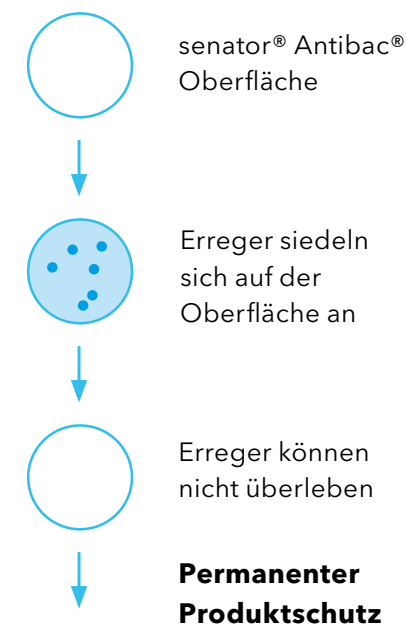 senator® Antibac®
Oberfläche
Erreger siedeln
sich auf der
Oberfläche an
Erreger können
nicht überleben
Permanenter
Produktschutz